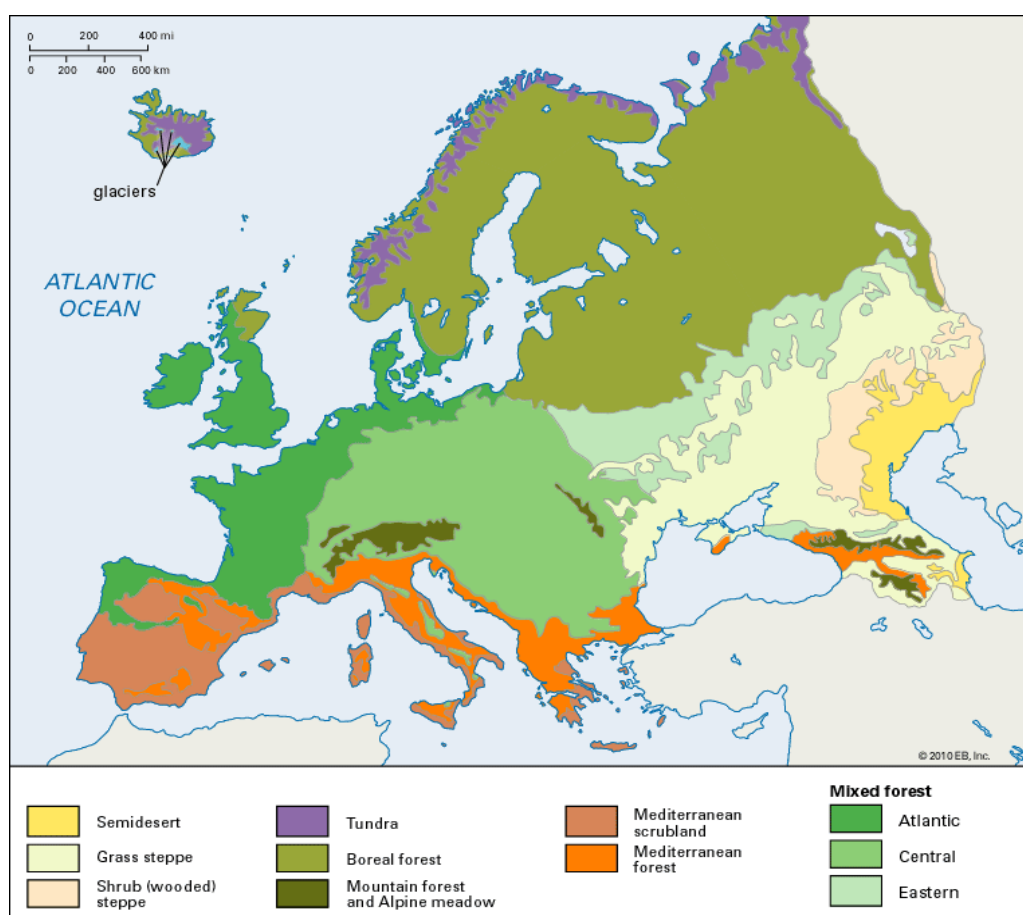 0 200 400 mi
0 200 400 600 km
glaciers
ATLANTIC
OCEAN
© 2010 EB, Inc.
Semidesert
Grass steppe
Shrub (wooded)
steppe
Tundra
Boreal forest
Mountain forest
and Alpine meadow
Mediterranean
scrubland
Mediterranean
forest
Mixed forest
Atlantic
Central
Eastern